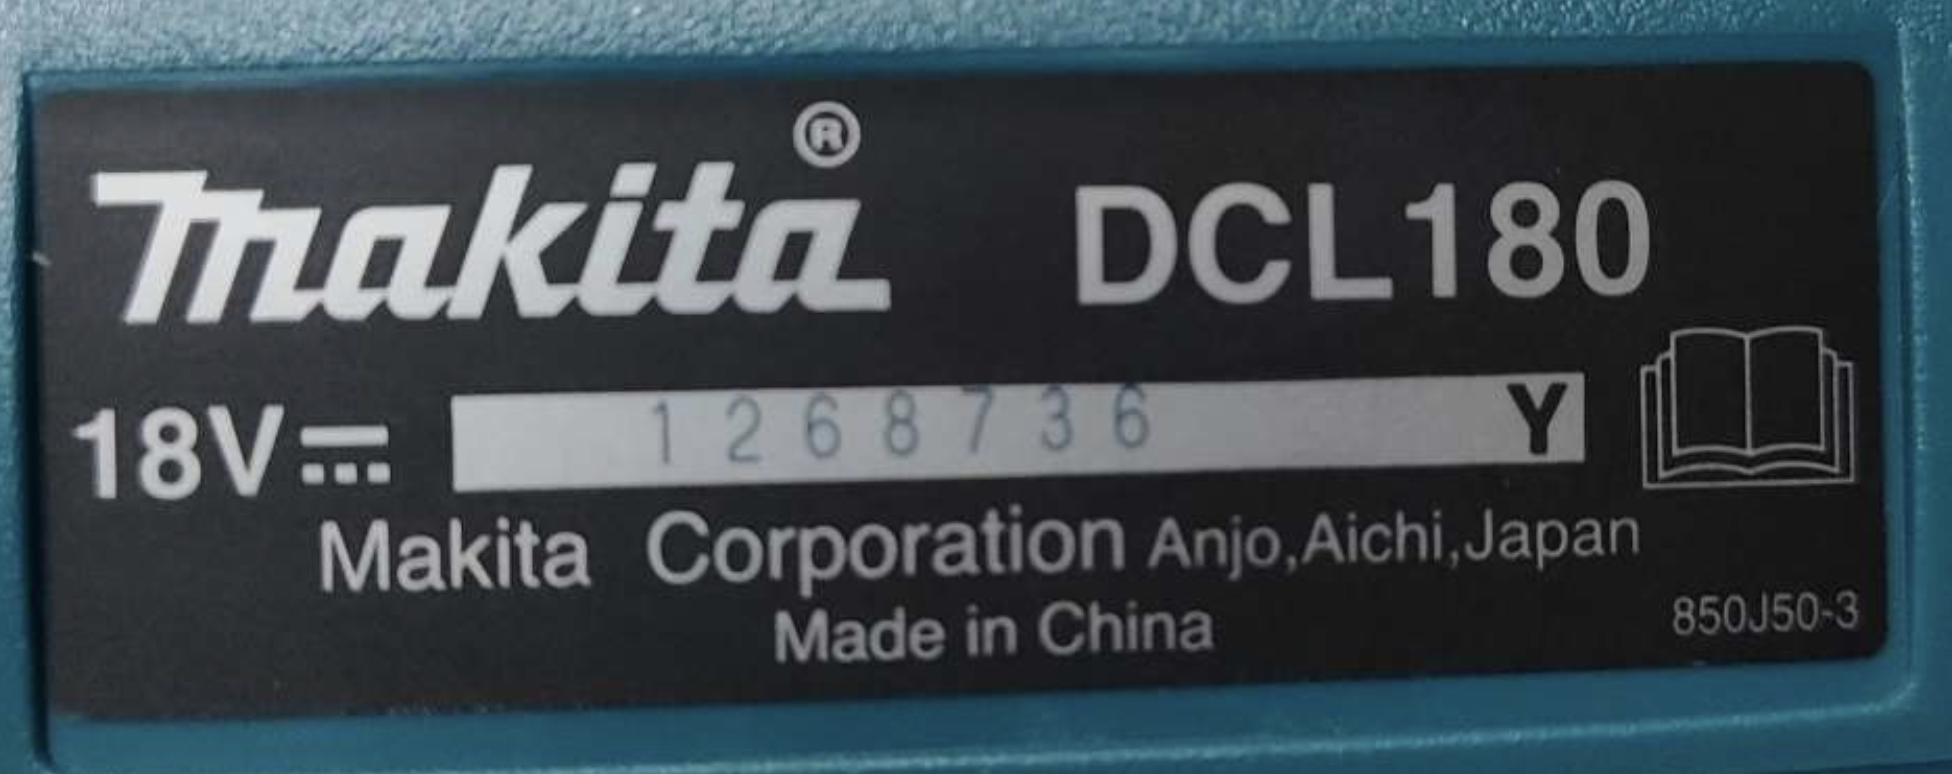 makita® DCL180
18V⎓ 1268736 Y
Makita Corporation Anjo,Aichi,Japan
Made in China
850J50-3